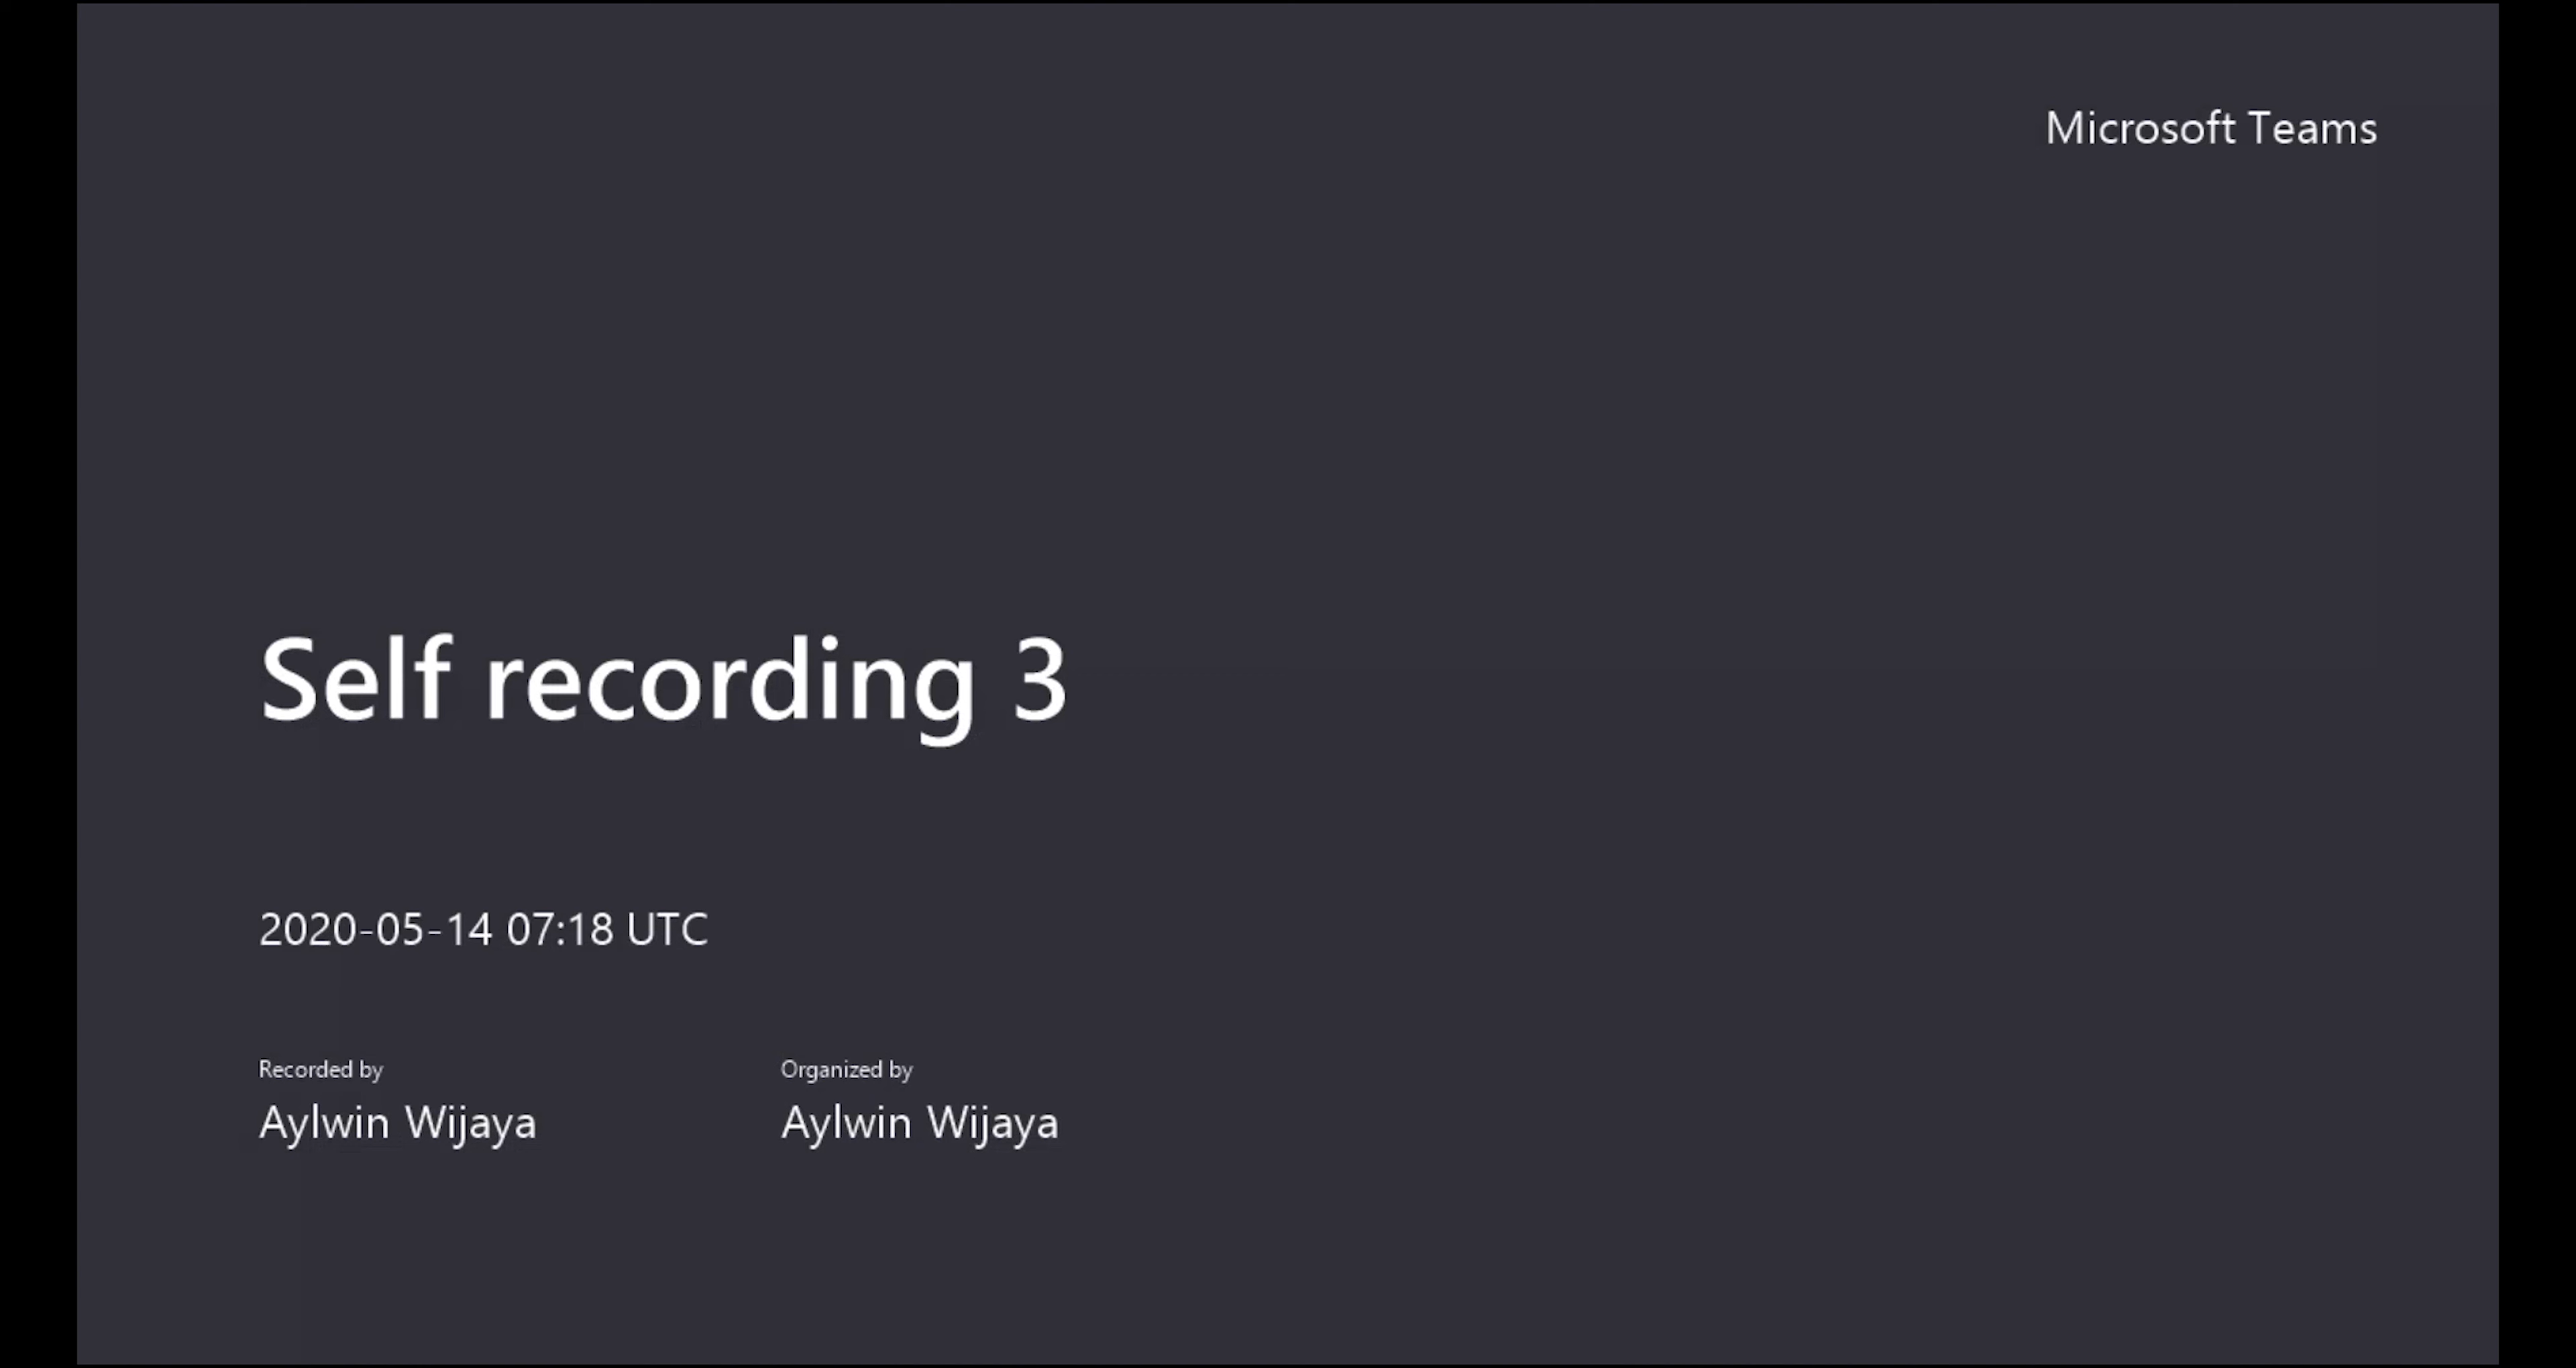 Microsoft Teams
Self recording 3
2020-05-14 07:18 UTC
Recorded by
Aylwin Wijaya
Organized by
Aylwin Wijaya